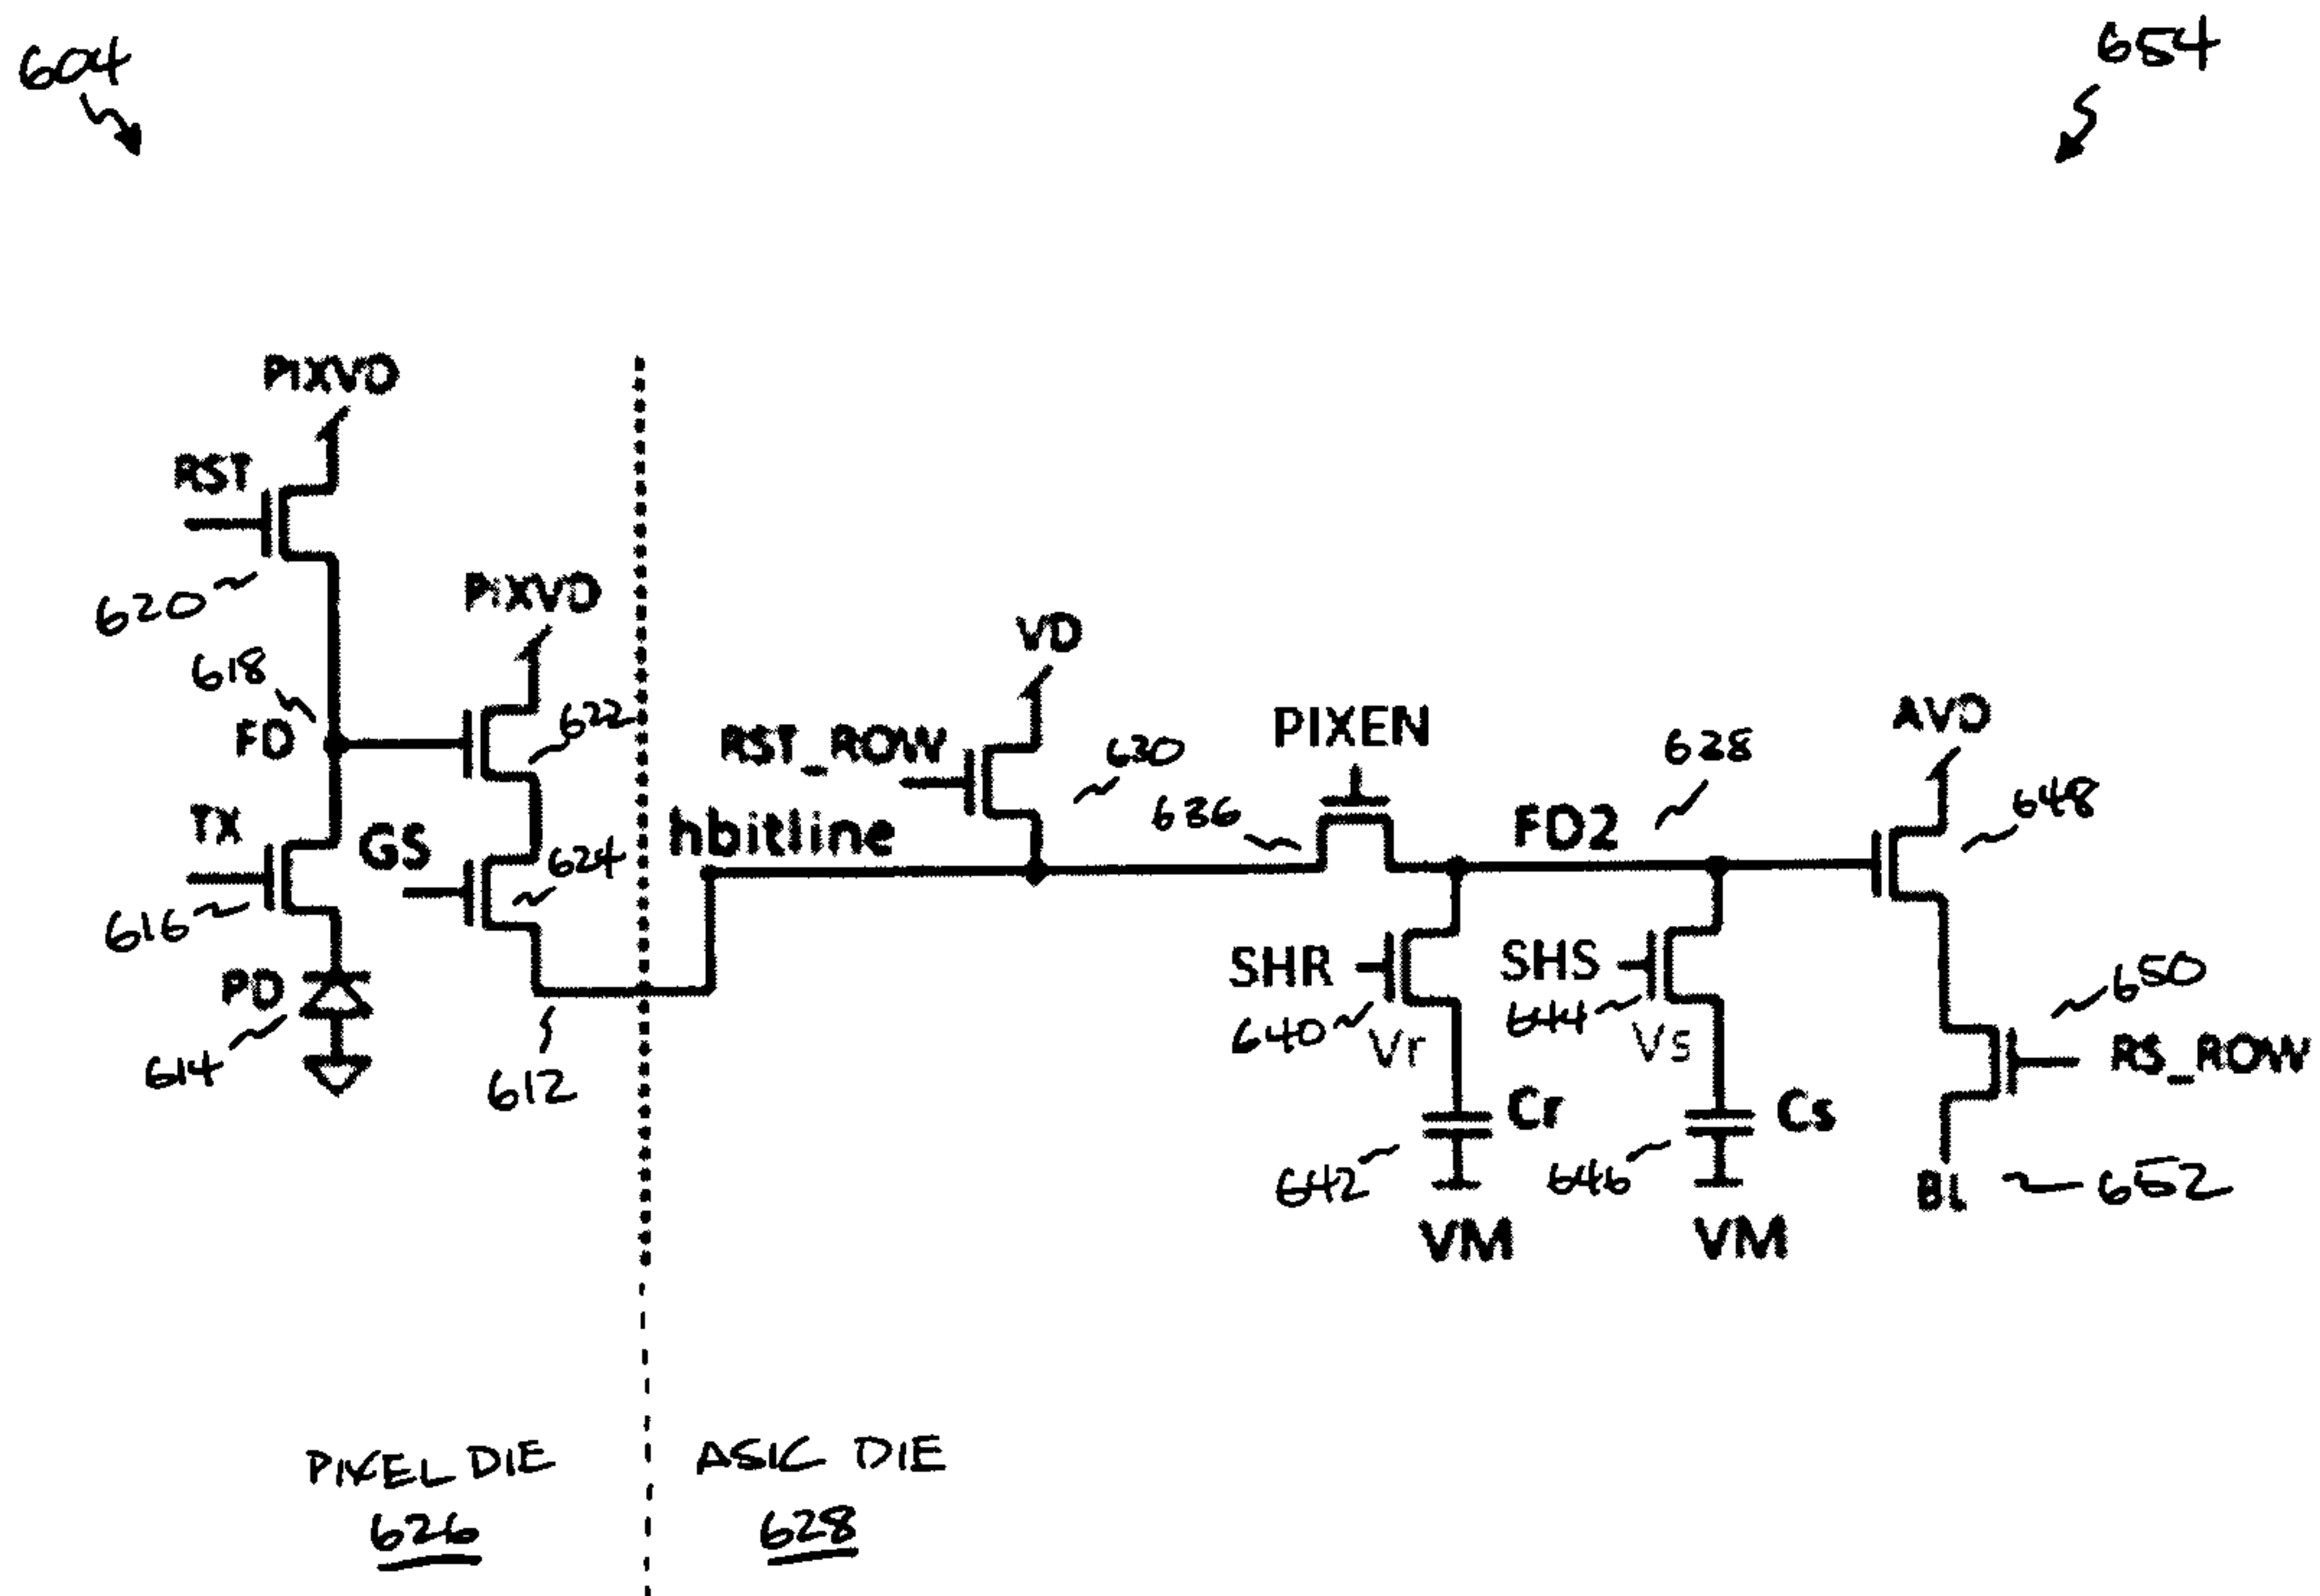 604
654
PIXVD
RST
620
PIXVD
618
622
FD
VD
RST_ROW
630
PIXEN
638
AVD
648
TX
GS
624
hbitline
636
FD2
616
PD
614
612
SHR
640
Vr
SHS
644
Vs
650
RS_ROW
Cr
Cs
642
646
BL
652
VM
VM
PIXEL DIE
626
ASIC DIE
628